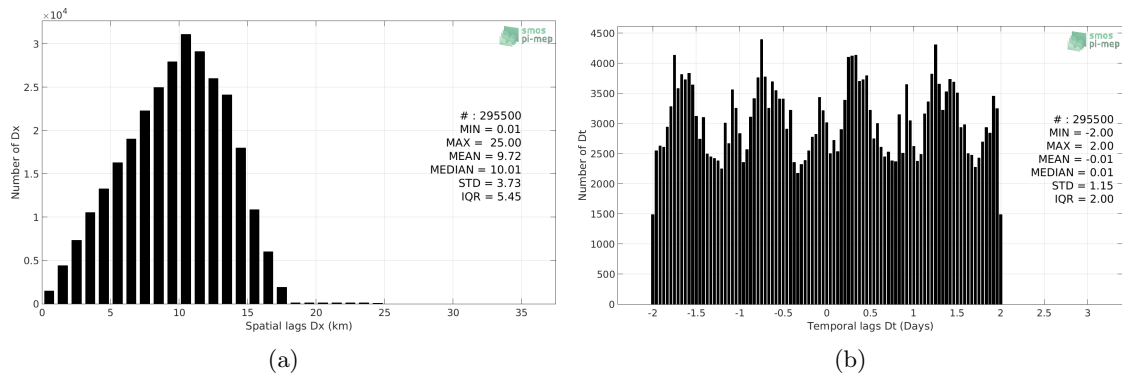 ×10⁴
3
2.5
2
1.5
1
0.5
0
0 5 10 15 20 25 30 35
Number of Dx
Spatial lags Dx (km)
smos
pi-mep
# : 295500
MIN = 0.01
MAX = 25.00
MEAN = 9.72
MEDIAN = 10.01
STD = 3.73
IQR = 5.45
(a)
4500
4000
3500
3000
2500
2000
1500
1000
500
0
-2 -1.5 -1 -0.5 0 0.5 1 1.5 2 2.5 3
Number of Dt
Temporal lags Dt (Days)
smos
pi-mep
# : 295500
MIN = -2.00
MAX = 2.00
MEAN = -0.01
MEDIAN = 0.01
STD = 1.15
IQR = 2.00
(b)